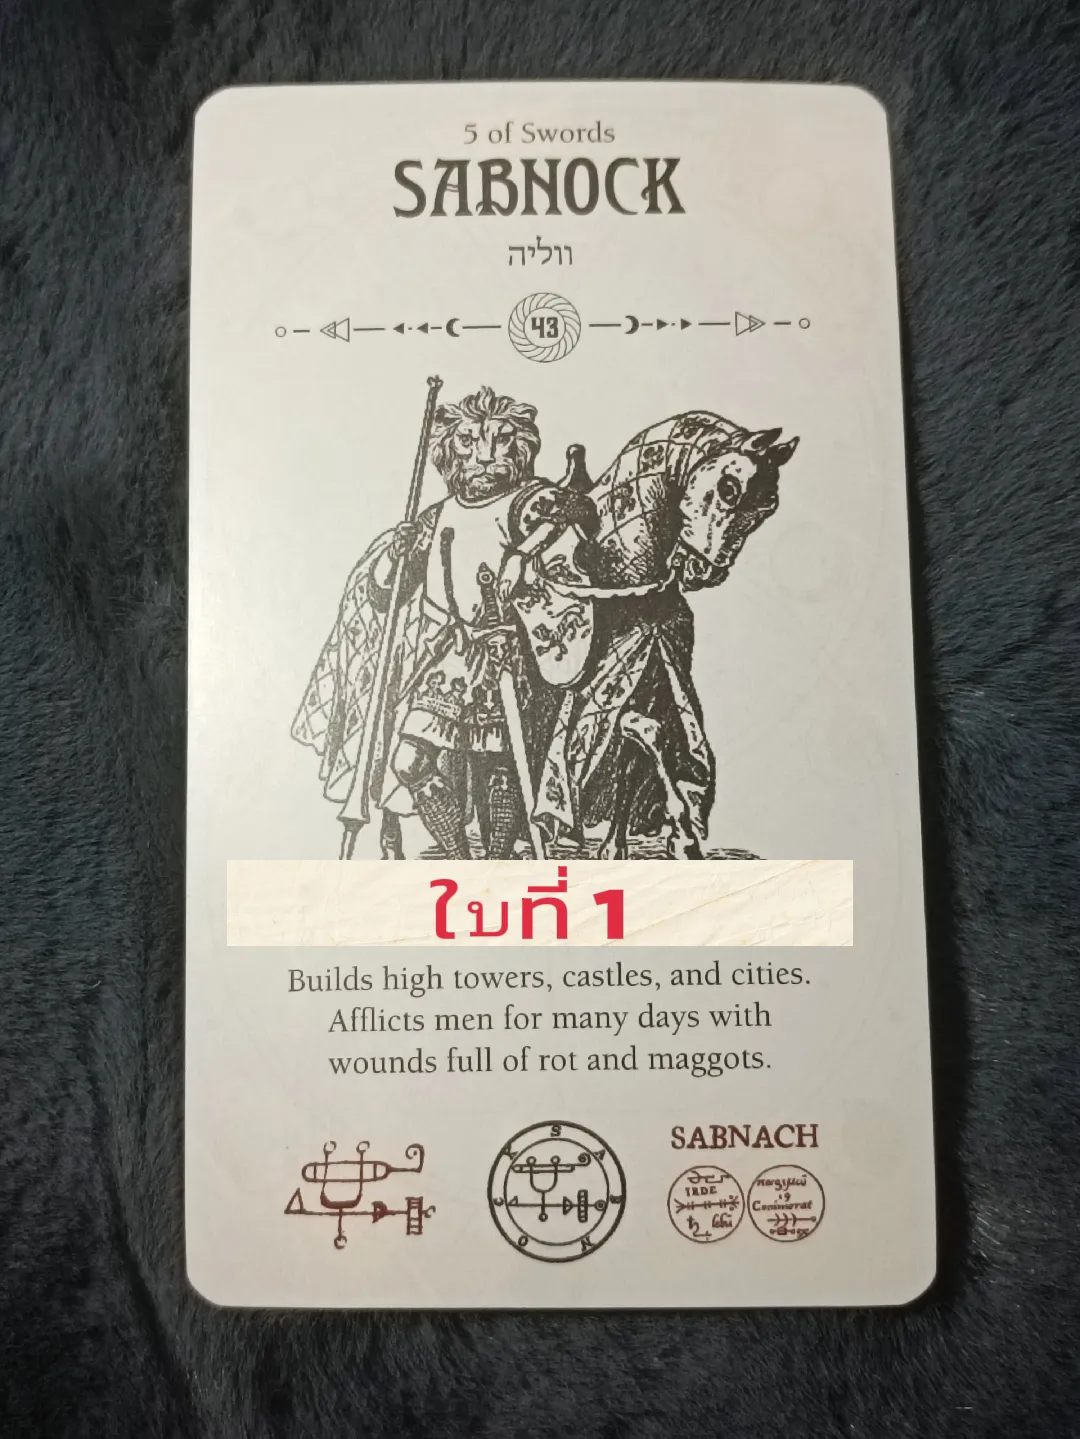 5 of Swords
SABNOCK
ווליה
43
ใบที่ 1
Builds high towers, castles, and cities.
Afflicts men for many days with
wounds full of rot and maggots.
SABNACH
S A B N O C K
IRDE